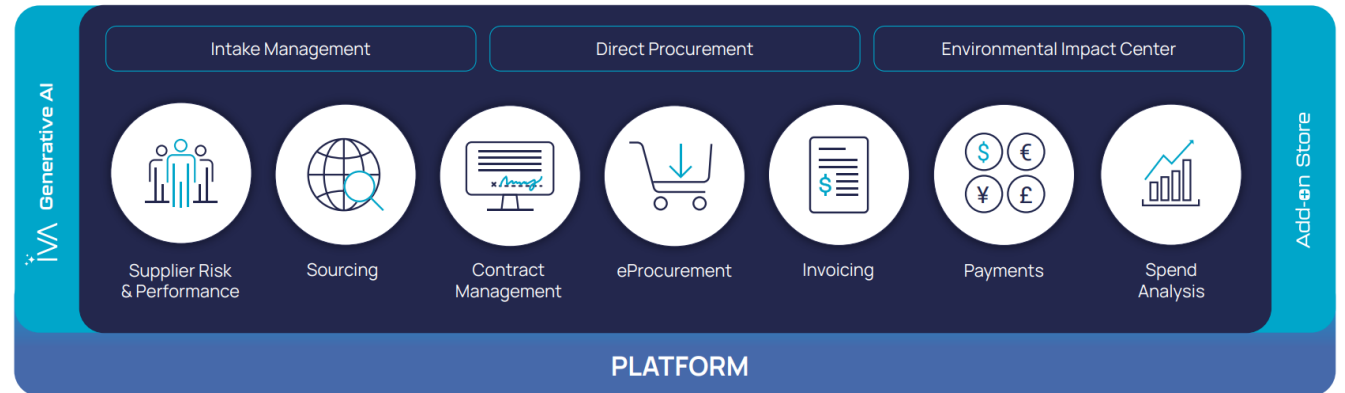 Intake Management
Direct Procurement
Environmental Impact Center
IVA Generative AI
$
€
¥
£
$
x
Supplier Risk
& Performance
Sourcing
Contract
Management
eProcurement
Invoicing
Payments
Spend
Analysis
Add-on Store
PLATFORM